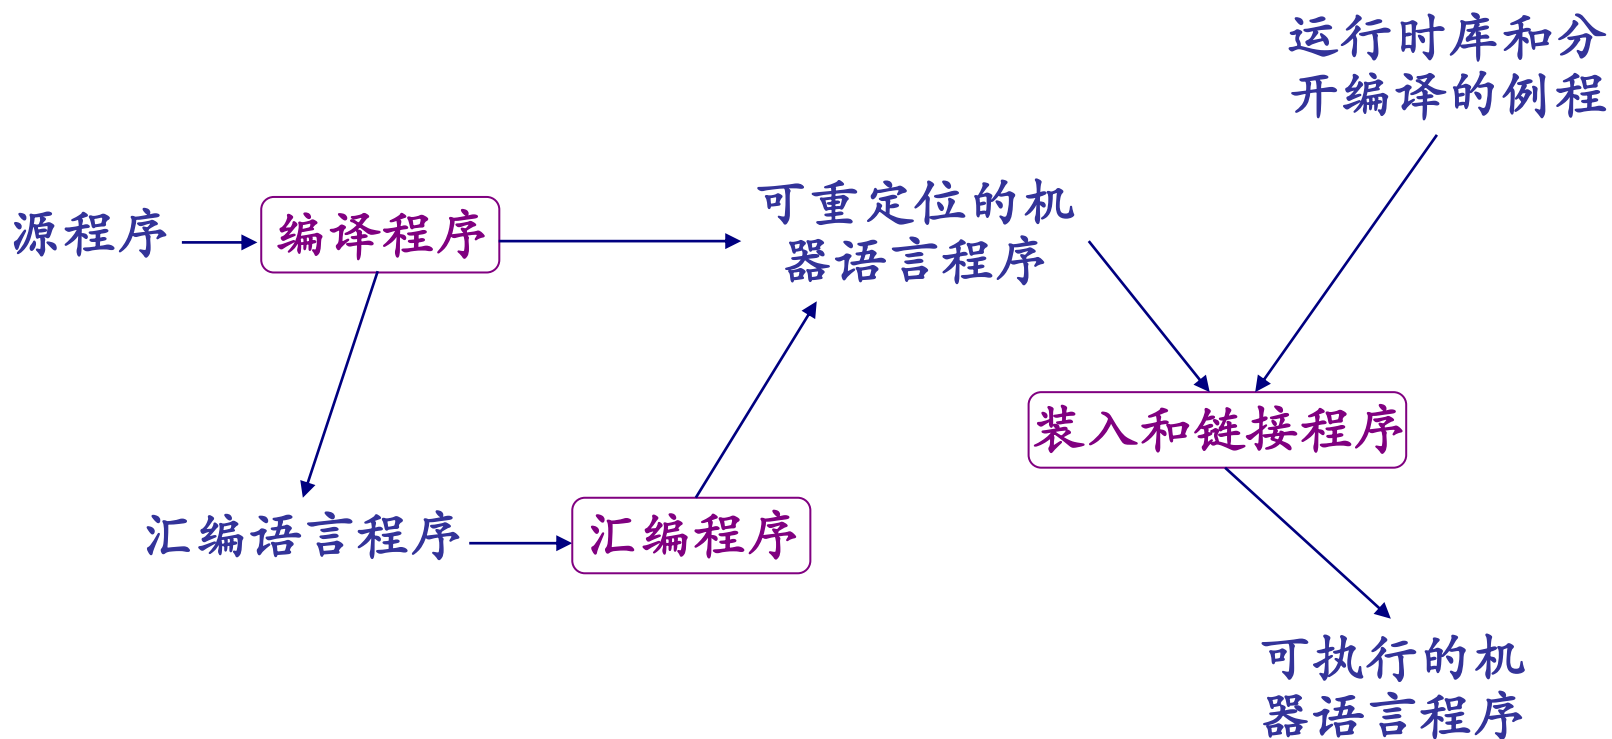 运行时库和分
开编译的例程
源程序
编译程序
可重定位的机
器语言程序
装入和链接程序
汇编语言程序
汇编程序
可执行的机
器语言程序